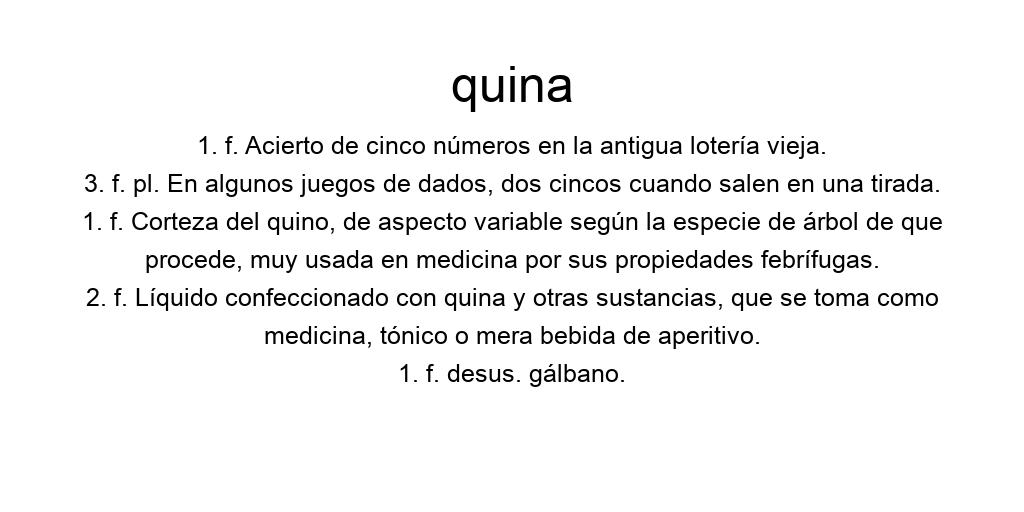 quina
1. f. Acierto de cinco números en la antigua lotería vieja.
3. f. pl. En algunos juegos de dados, dos cincos cuando salen en una tirada.
1. f. Corteza del quino, de aspecto variable según la especie de árbol de que
procede, muy usada en medicina por sus propiedades febrífugas.
2. f. Líquido confeccionado con quina y otras sustancias, que se toma como
medicina, tónico o mera bebida de aperitivo.
1. f. desus. gálbano.